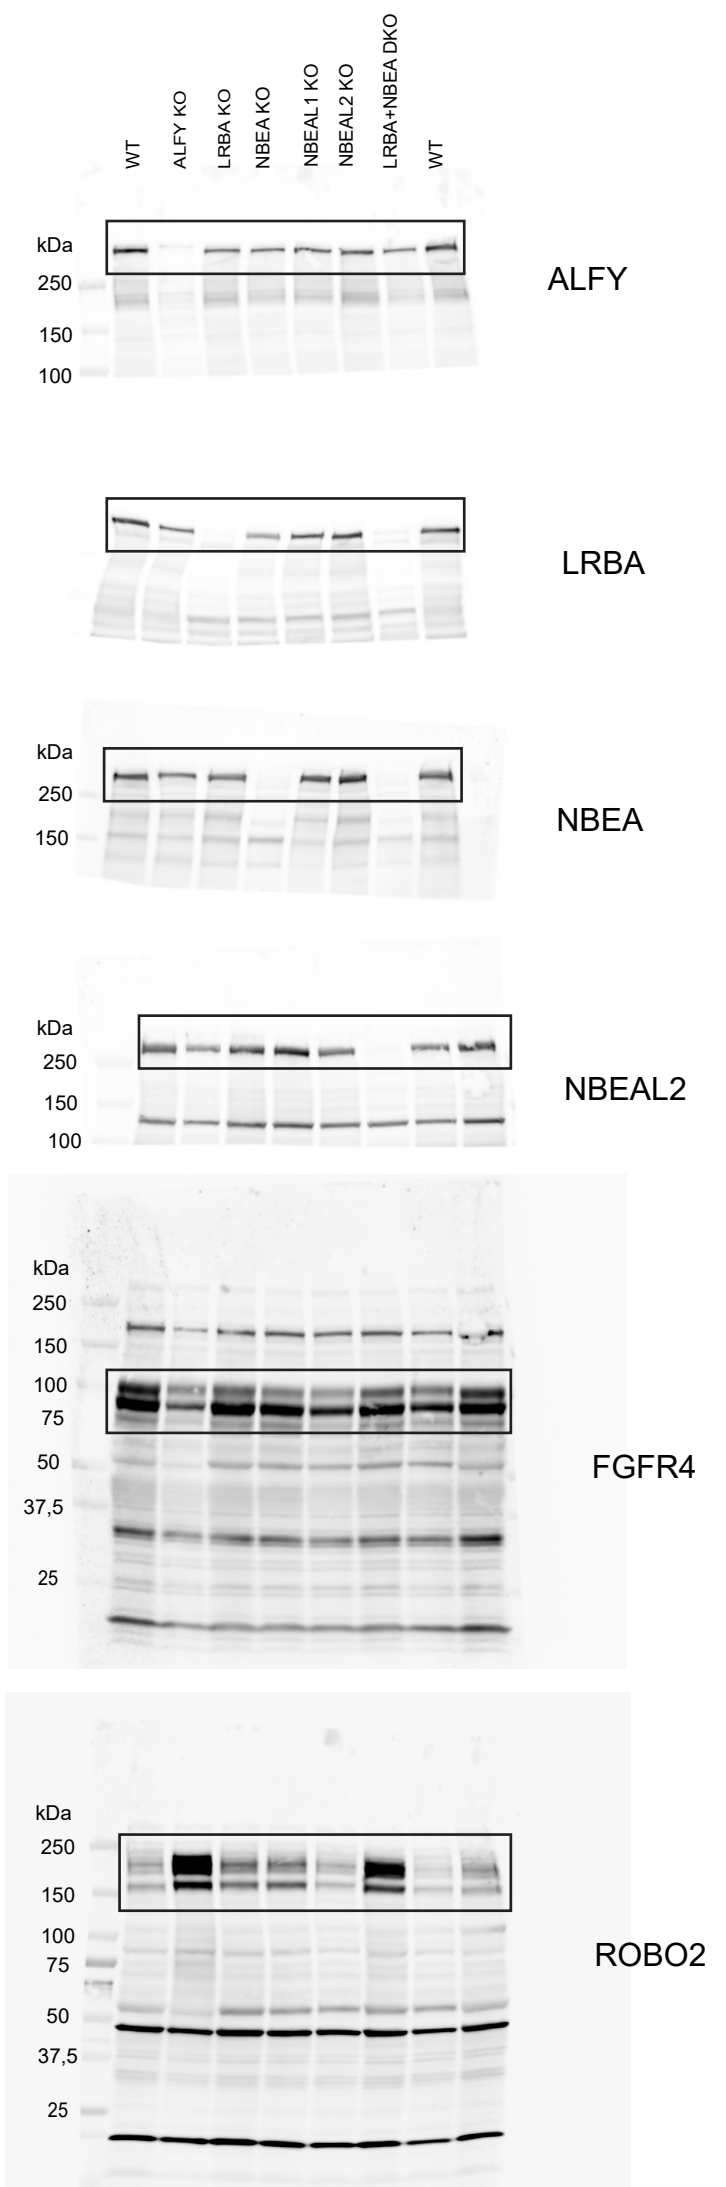 WT
ALFY KO
LRBA KO
NBEA KO
NBEAL1 KO
NBEAL2 KO
LRBA+NBEA DKO
WT
kDa
250
150
100
ALFY
LRBA
kDa
250
150
NBEA
kDa
250
150
100
NBEAL2
kDa
250
150
100
75
50
37,5
25
FGFR4
kDa
250
150
100
75
50
37,5
25
ROBO2